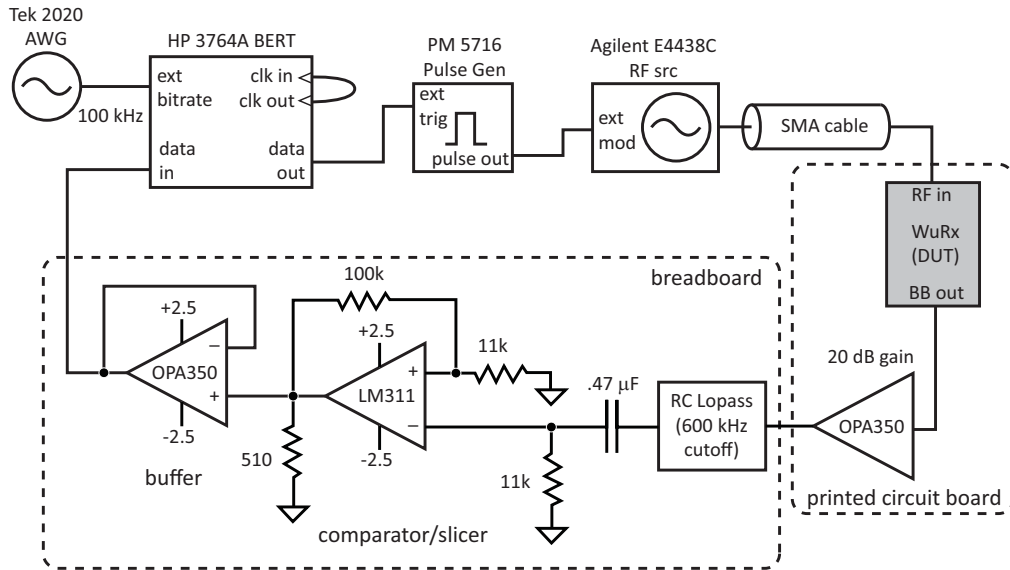 Tek 2020
AWG
100 kHz
HP 3764A BERT
ext
bitrate
clk in
clk out
data
in
data
out
PM 5716
Pulse Gen
ext
trig
pulse out
Agilent E4438C
RF src
ext
mod
SMA cable
RF in
WuRx
(DUT)
BB out
20 dB gain
OPA350
printed circuit board
breadboard
100k
+2.5
−
OPA350
+
-2.5
buffer
510
+2.5
+
LM311
−
-2.5
11k
11k
.47 μF
RC Lopass
(600 kHz
cutoff)
comparator/slicer